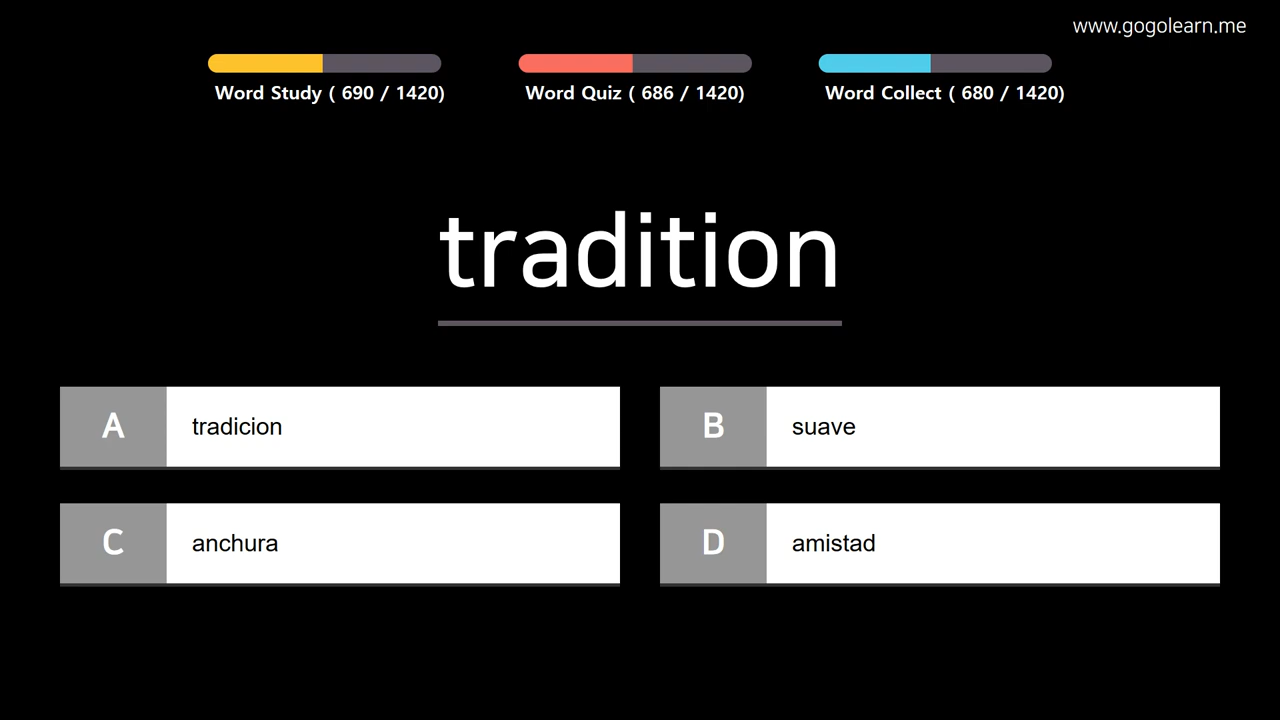 www.gogolearn.me
Word Study ( 690 / 1420)
Word Quiz ( 686 / 1420)
Word Collect ( 680 / 1420)
tradition
A tradicion
B suave
C anchura
D amistad